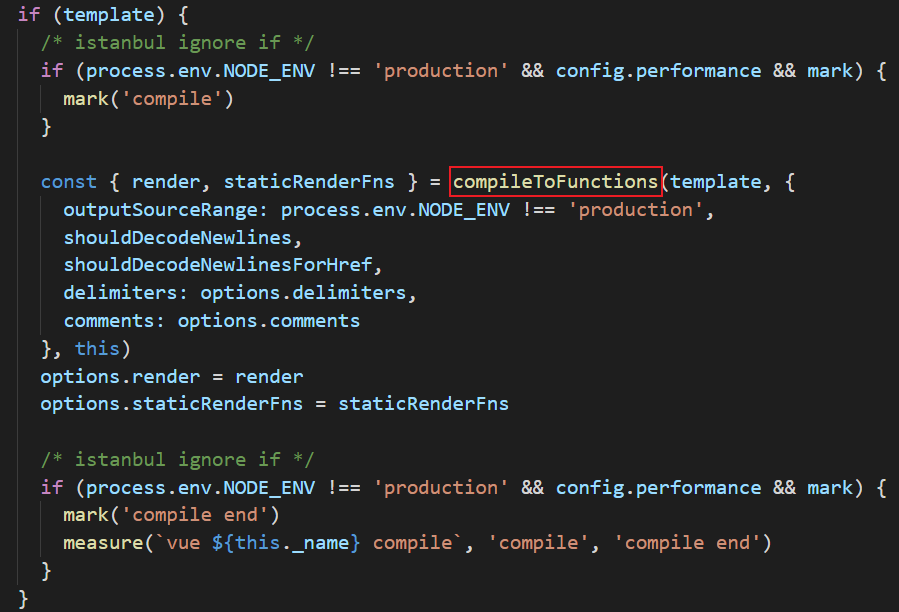 if (template) {
/* istanbul ignore if */
if (process.env.NODE_ENV !== 'production' && config.performance && mark) {
mark('compile')
}
const { render, staticRenderFns } = compileToFunctions(template, {
outputSourceRange: process.env.NODE_ENV !== 'production',
shouldDecodeNewlines,
shouldDecodeNewlinesForHref,
delimiters: options.delimiters,
comments: options.comments
}, this)
options.render = render
options.staticRenderFns = staticRenderFns
/* istanbul ignore if */
if (process.env.NODE_ENV !== 'production' && config.performance && mark) {
mark('compile end')
measure(`vue ${this._name} compile`, 'compile', 'compile end')
}
}